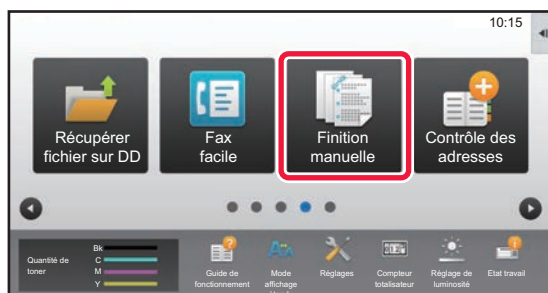 10:15
Récupérer
fichier sur DD
Fax
facile
Finition
manuelle
Contrôle des
adresses
Quantité de
toner
Bk
C
M
Y
Guide de
fonctionnement
Mode
affichage
Réglages
Compteur
totalisateur
Réglage de
luminosité
Etat travail